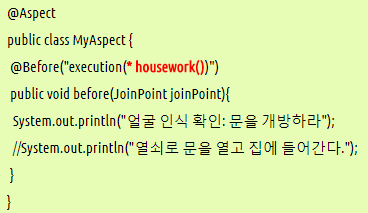 @Aspect
public class MyAspect {
@Before("execution(* housework())")
public void before(JoinPoint joinPoint){
System.out.println("얼굴 인식 확인: 문을 개방하라");
//System.out.println("열쇠로 문을 열고 집에 들어간다.");
}
}